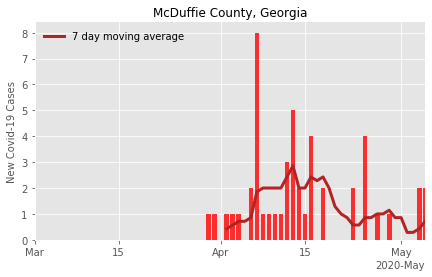 McDuffie County, Georgia
7 day moving average
New Covid-19 Cases
8
7
6
5
4
3
2
1
0
Mar
15
Apr
15
May
2020-May